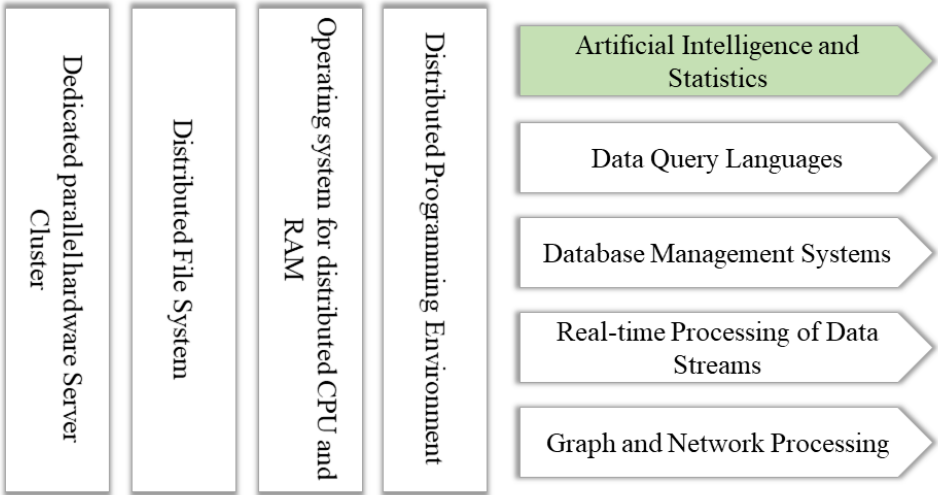 Dedicated parallel hardware Server
Cluster
Distributed File System
Operating system for distributed CPU and
RAM
Distributed Programming Environment
Artificial Intelligence and
Statistics
Data Query Languages
Database Management Systems
Real-time Processing of Data
Streams
Graph and Network Processing